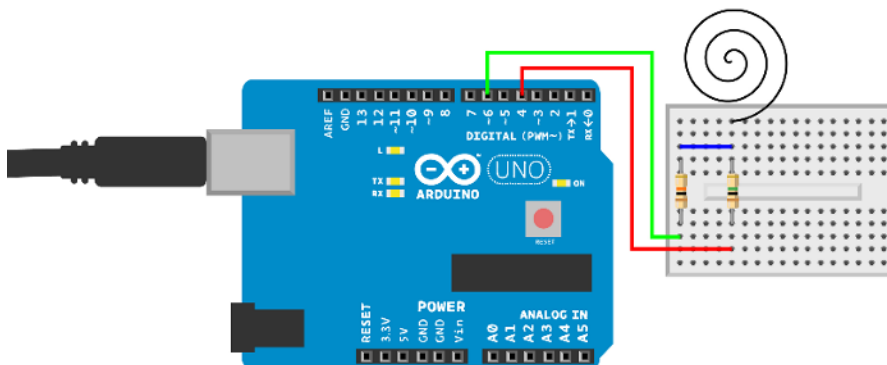 AREF
GND
13
12
~11
~10
~9
8
7
~6
~5
4
~3
2
TX→1
RX←0
DIGITAL (PWM~)
L
TX
RX
ARDUINO
UNO
ON
RESET
POWER
ANALOG IN
RESET
3.3V
5V
GND
GND
Vin
A0
A1
A2
A3
A4
A5